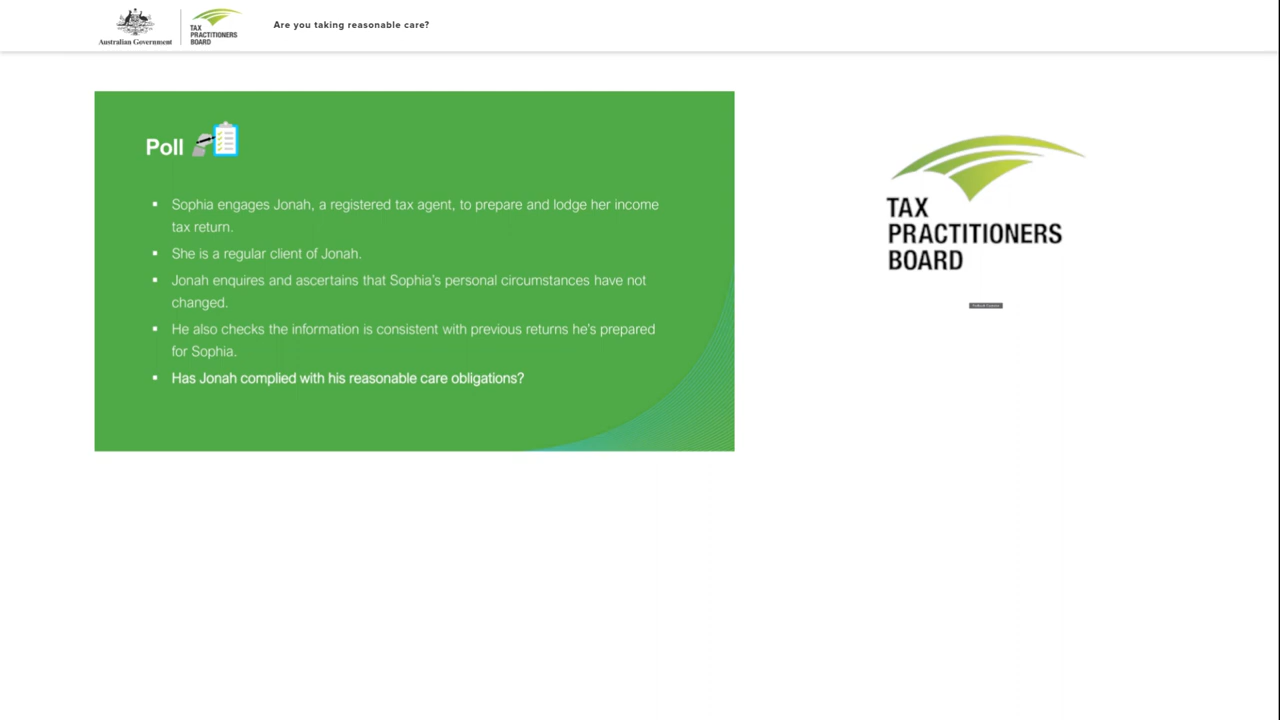 Australian Government
TAX
PRACTITIONERS
BOARD
Are you taking reasonable care?
Poll
▪ Sophia engages Jonah, a registered tax agent, to prepare and lodge her income
tax return.
▪ She is a regular client of Jonah.
▪ Jonah enquires and ascertains that Sophia's personal circumstances have not
changed.
▪ He also checks the information is consistent with previous returns he's prepared
for Sophia.
▪ Has Jonah complied with his reasonable care obligations?
TAX
PRACTITIONERS
BOARD